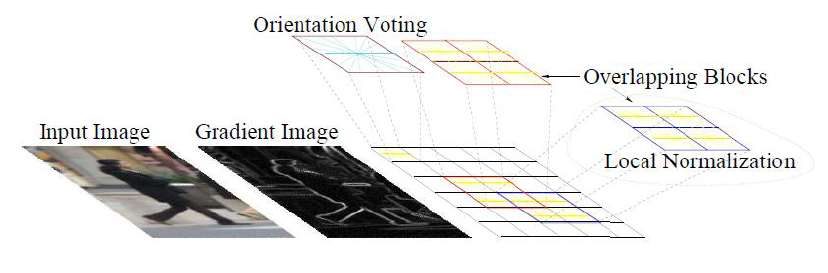 Orientation Voting
Overlapping Blocks
Input Image
Gradient Image
Local Normalization